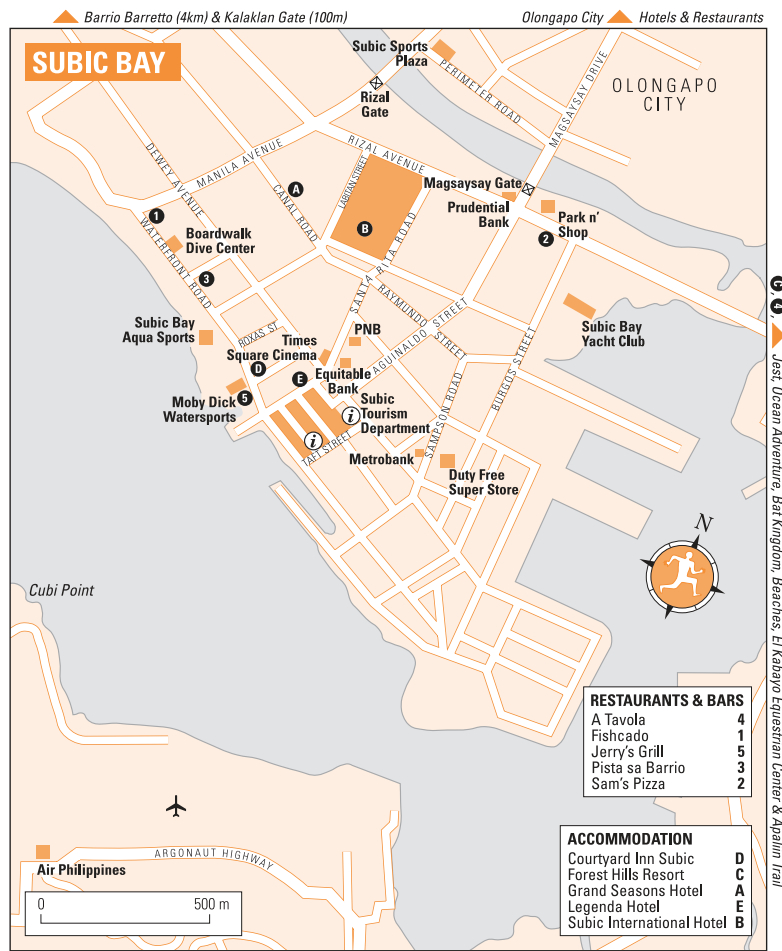 Barrio Barretto (4km) & Kalaklan Gate (100m)
Olongapo City
Hotels & Restaurants
SUBIC BAY
Subic Sports
Plaza
PERIMETER ROAD
MAGSAYSAY DRIVE
OLONGAPO
CITY
Rizal
Gate
DEWEY AVENUE
MANILA AVENUE
RIZAL AVENUE
LABITAN STREET
CANAL ROAD
A
B
Magsaysay Gate
Prudential
Bank
Park n'
Shop
2
1
WATERFRONT ROAD
Boardwalk
Dive Center
3
SANTA RITA ROAD
RAYMUNDO STREET
AGUINALDO STREET
BURGOS STREET
Subic Bay
Yacht Club
Subic Bay
Aqua Sports
ROXAS ST
Times
Square Cinema
PNB
D
E
Equitable
Bank
Moby Dick
Watersports
5
Subic
Tourism
Department
i
i
TAFT STREET
SAMPSON ROAD
Metrobank
Duty Free
Super Store
C, 4,
Jest, Ocean Adventure, Bat Kingdom, Beaches, El Kabayo Equestrian Center & Apalim Trail
N
Cubi Point
RESTAURANTS & BARS
A Tavola 4
Fishcado 1
Jerry's Grill 5
Pista sa Barrio 3
Sam's Pizza 2
ACCOMMODATION
Courtyard Inn Subic D
Forest Hills Resort C
Grand Seasons Hotel A
Legenda Hotel E
Subic International Hotel B
ARGONAUT HIGHWAY
Air Philippines
0 500 m